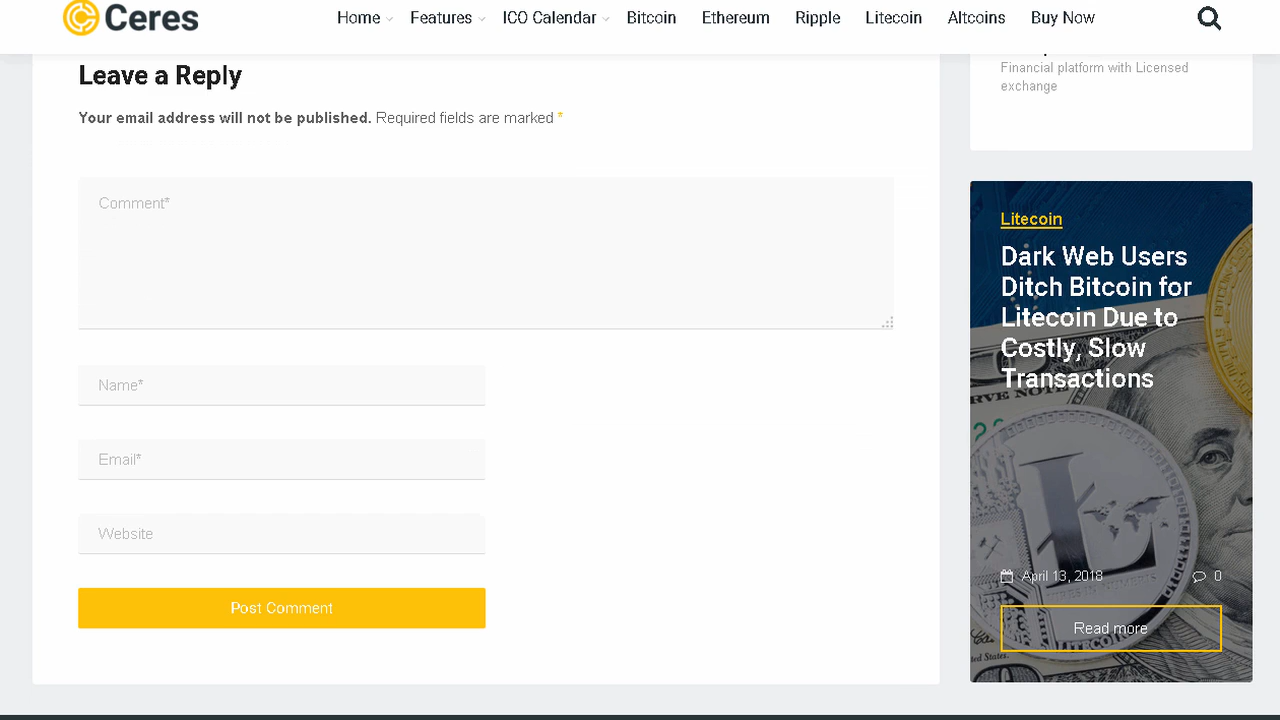 Ceres
Home
Features
ICO Calendar
Bitcoin
Ethereum
Ripple
Litecoin
Altcoins
Buy Now
Leave a Reply
Your email address will not be published. Required fields are marked *
Comment*
Name*
Email*
Website
Post Comment
Financial platform with Licensed
exchange
Litecoin
Dark Web Users
Ditch Bitcoin for
Litecoin Due to
Costly, Slow
Transactions
April 13, 2018
0
Read more